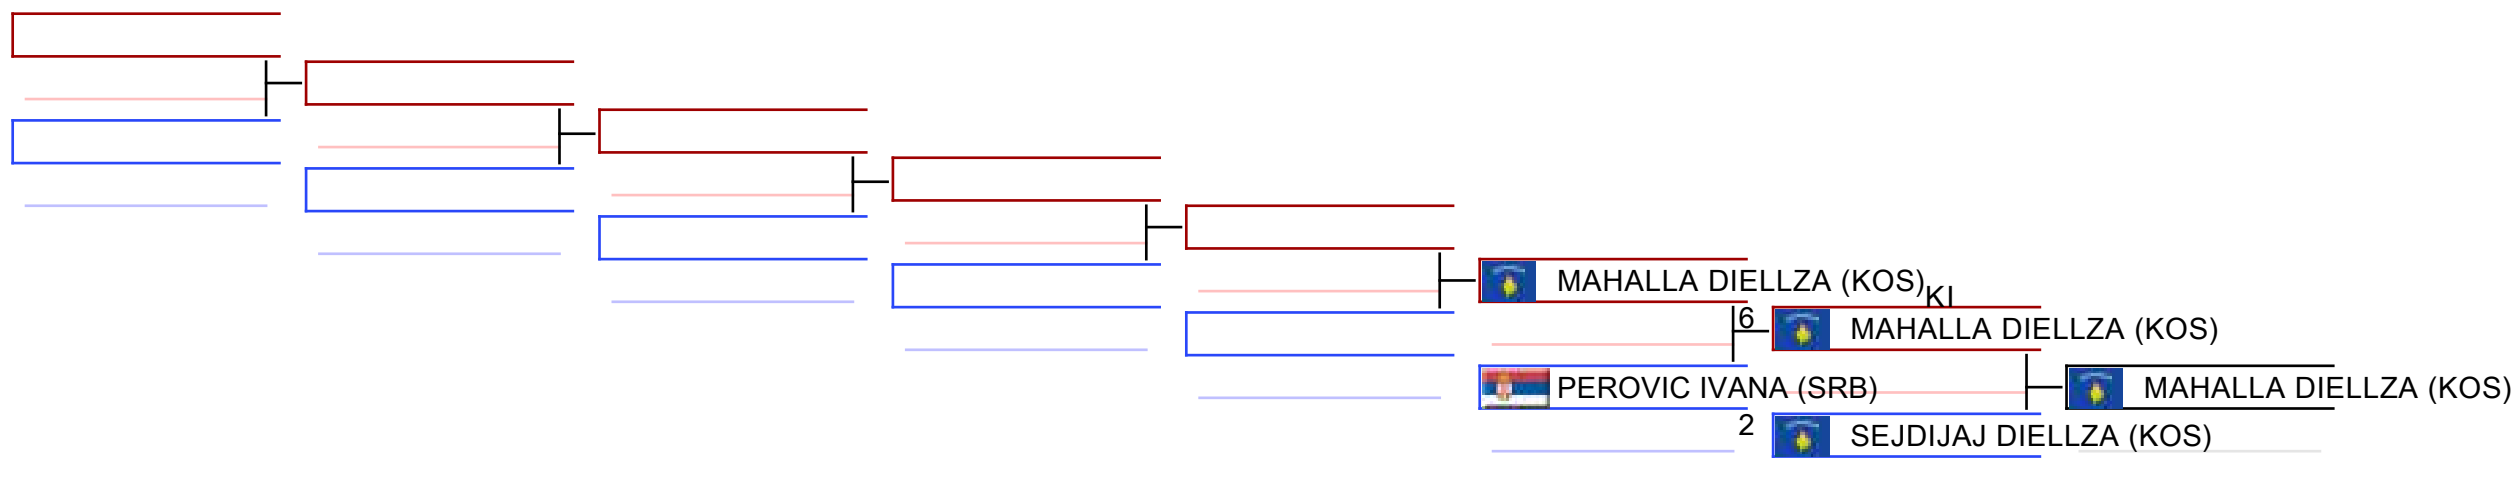 MAHALLA DIELLZA (KOS)
KI
6
MAHALLA DIELLZA (KOS)
PEROVIC IVANA (SRB)
MAHALLA DIELLZA (KOS)
2
SEJDIJAJ DIELLZA (KOS)